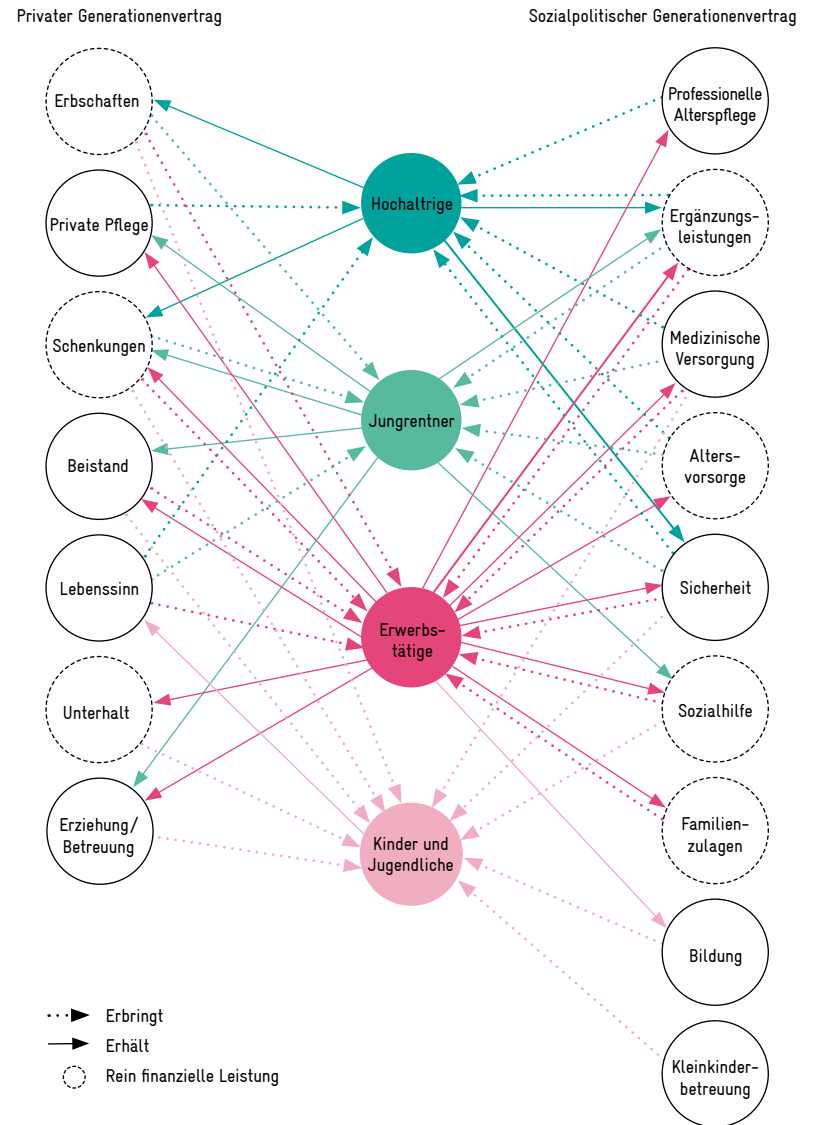 Privater Generationenvertrag
Sozialpolitischer Generationenvertrag
Erbschaften
Private Pflege
Schenkungen
Beistand
Lebenssinn
Unterhalt
Erziehung/
Betreuung
Hochaltrige
Jungrentner
Erwerbs-
tätige
Kinder und
Jugendliche
Professionelle
Alterspflege
Ergänzungs-
leistungen
Medizinische
Versorgung
Alters-
vorsorge
Sicherheit
Sozialhilfe
Familien-
zulagen
Bildung
Kleinkinder-
betreuung
Erbringt
Erhält
Rein finanzielle Leistung